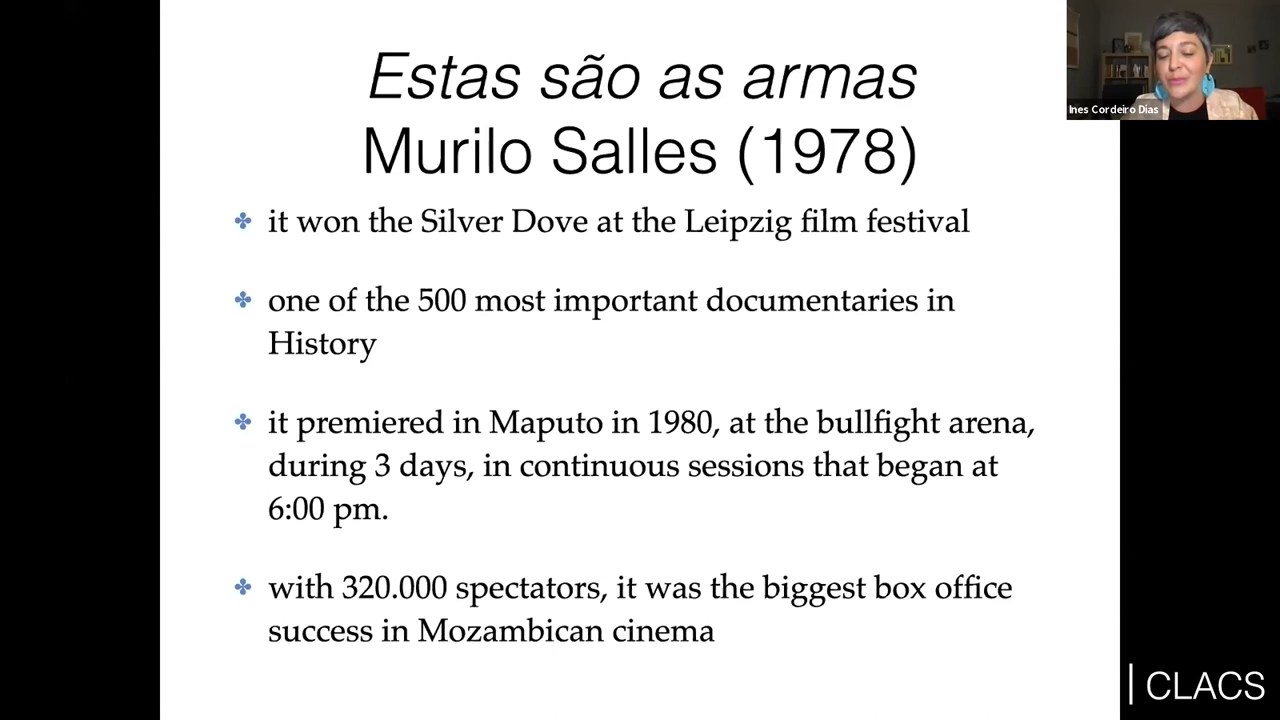 Estas são as armas
Murilo Salles (1978)
Ines Cordeiro Dias
it won the Silver Dove at the Leipzig film festival
one of the 500 most important documentaries in
History
it premiered in Maputo in 1980, at the bullfight arena,
during 3 days, in continuous sessions that began at
6:00 pm.
with 320.000 spectators, it was the biggest box office
success in Mozambican cinema
| CLACS